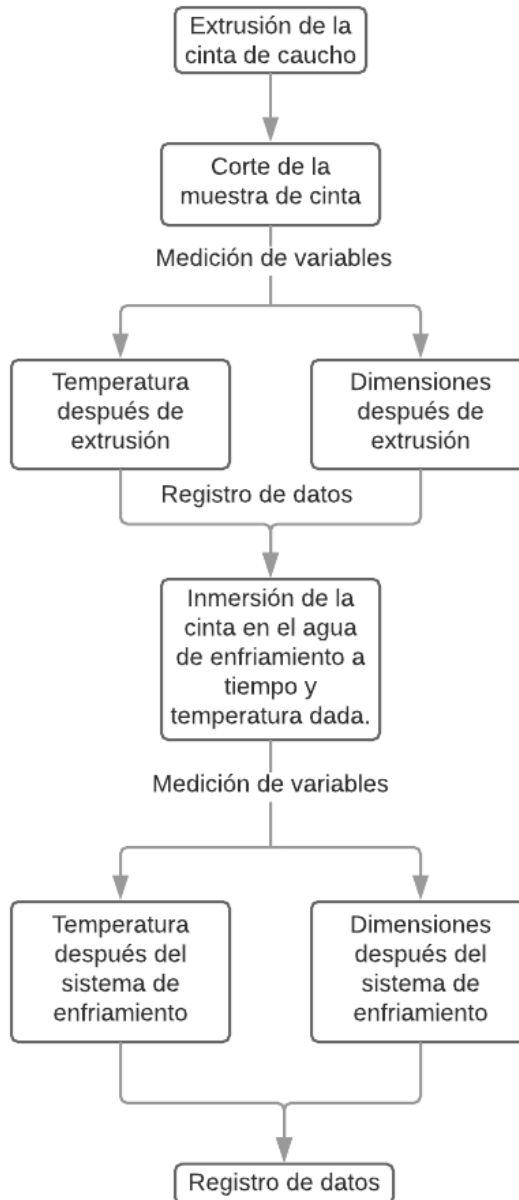 Extrusión de la
cinta de caucho
Corte de la
muestra de cinta
Medición de variables
Temperatura
después de
extrusión
Dimensiones
después de
extrusión
Registro de datos
Inmersión de la
cinta en el agua
de enfriamiento a
tiempo y
temperatura dada.
Medición de variables
Temperatura
después del
sistema de
enfriamiento
Dimensiones
después del
sistema de
enfriamiento
Registro de datos